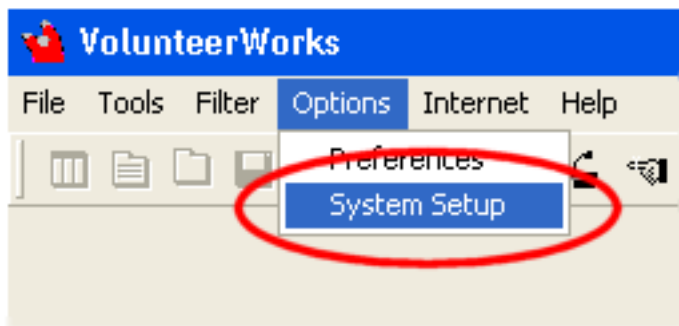 VolunteerWorks
File Tools Filter Options Internet Help
Preferences
System Setup